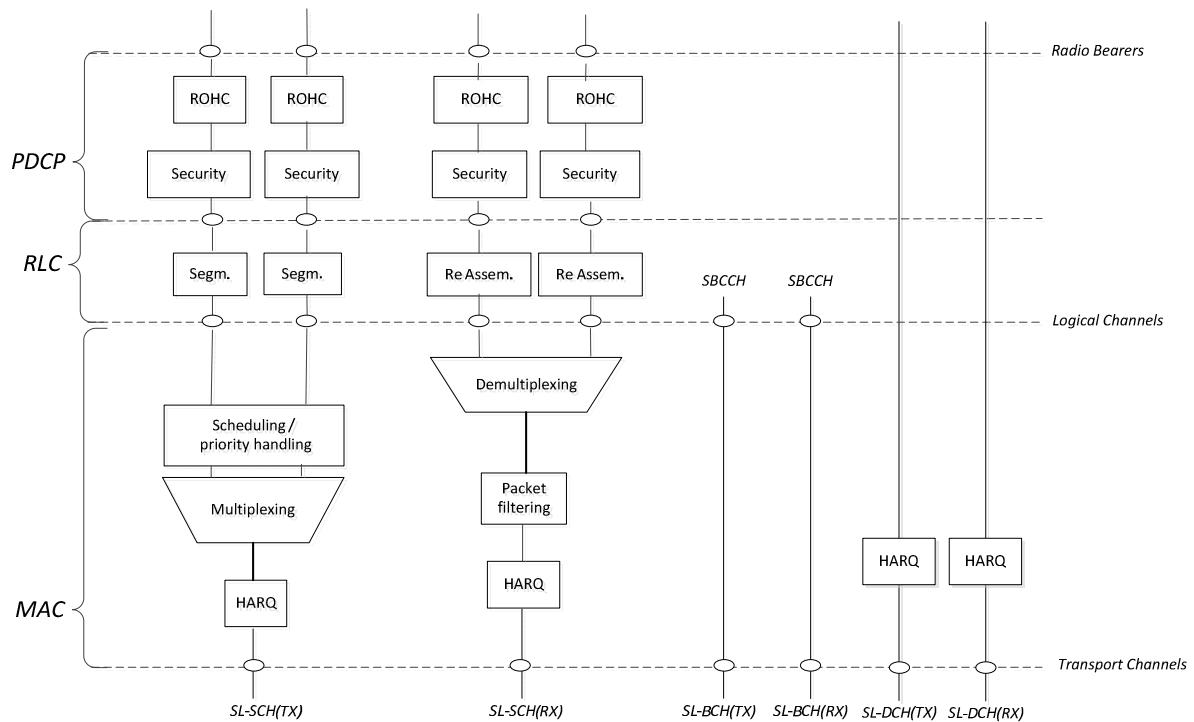 Radio Bearers
ROHC ROHC ROHC ROHC
PDCP
Security Security Security Security
RLC
Segm. Segm. Re Assem. Re Assem.
SBCCH SBCCH
Logical Channels
Demultiplexing
Scheduling /
priority handling
Packet
filtering
Multiplexing
HARQ HARQ
HARQ
HARQ
MAC
Transport Channels
SL-SCH(TX) SL-SCH(RX) SL-BCH(TX) SL-BCH(RX) SL-DCH(TX) SL-DCH(RX)